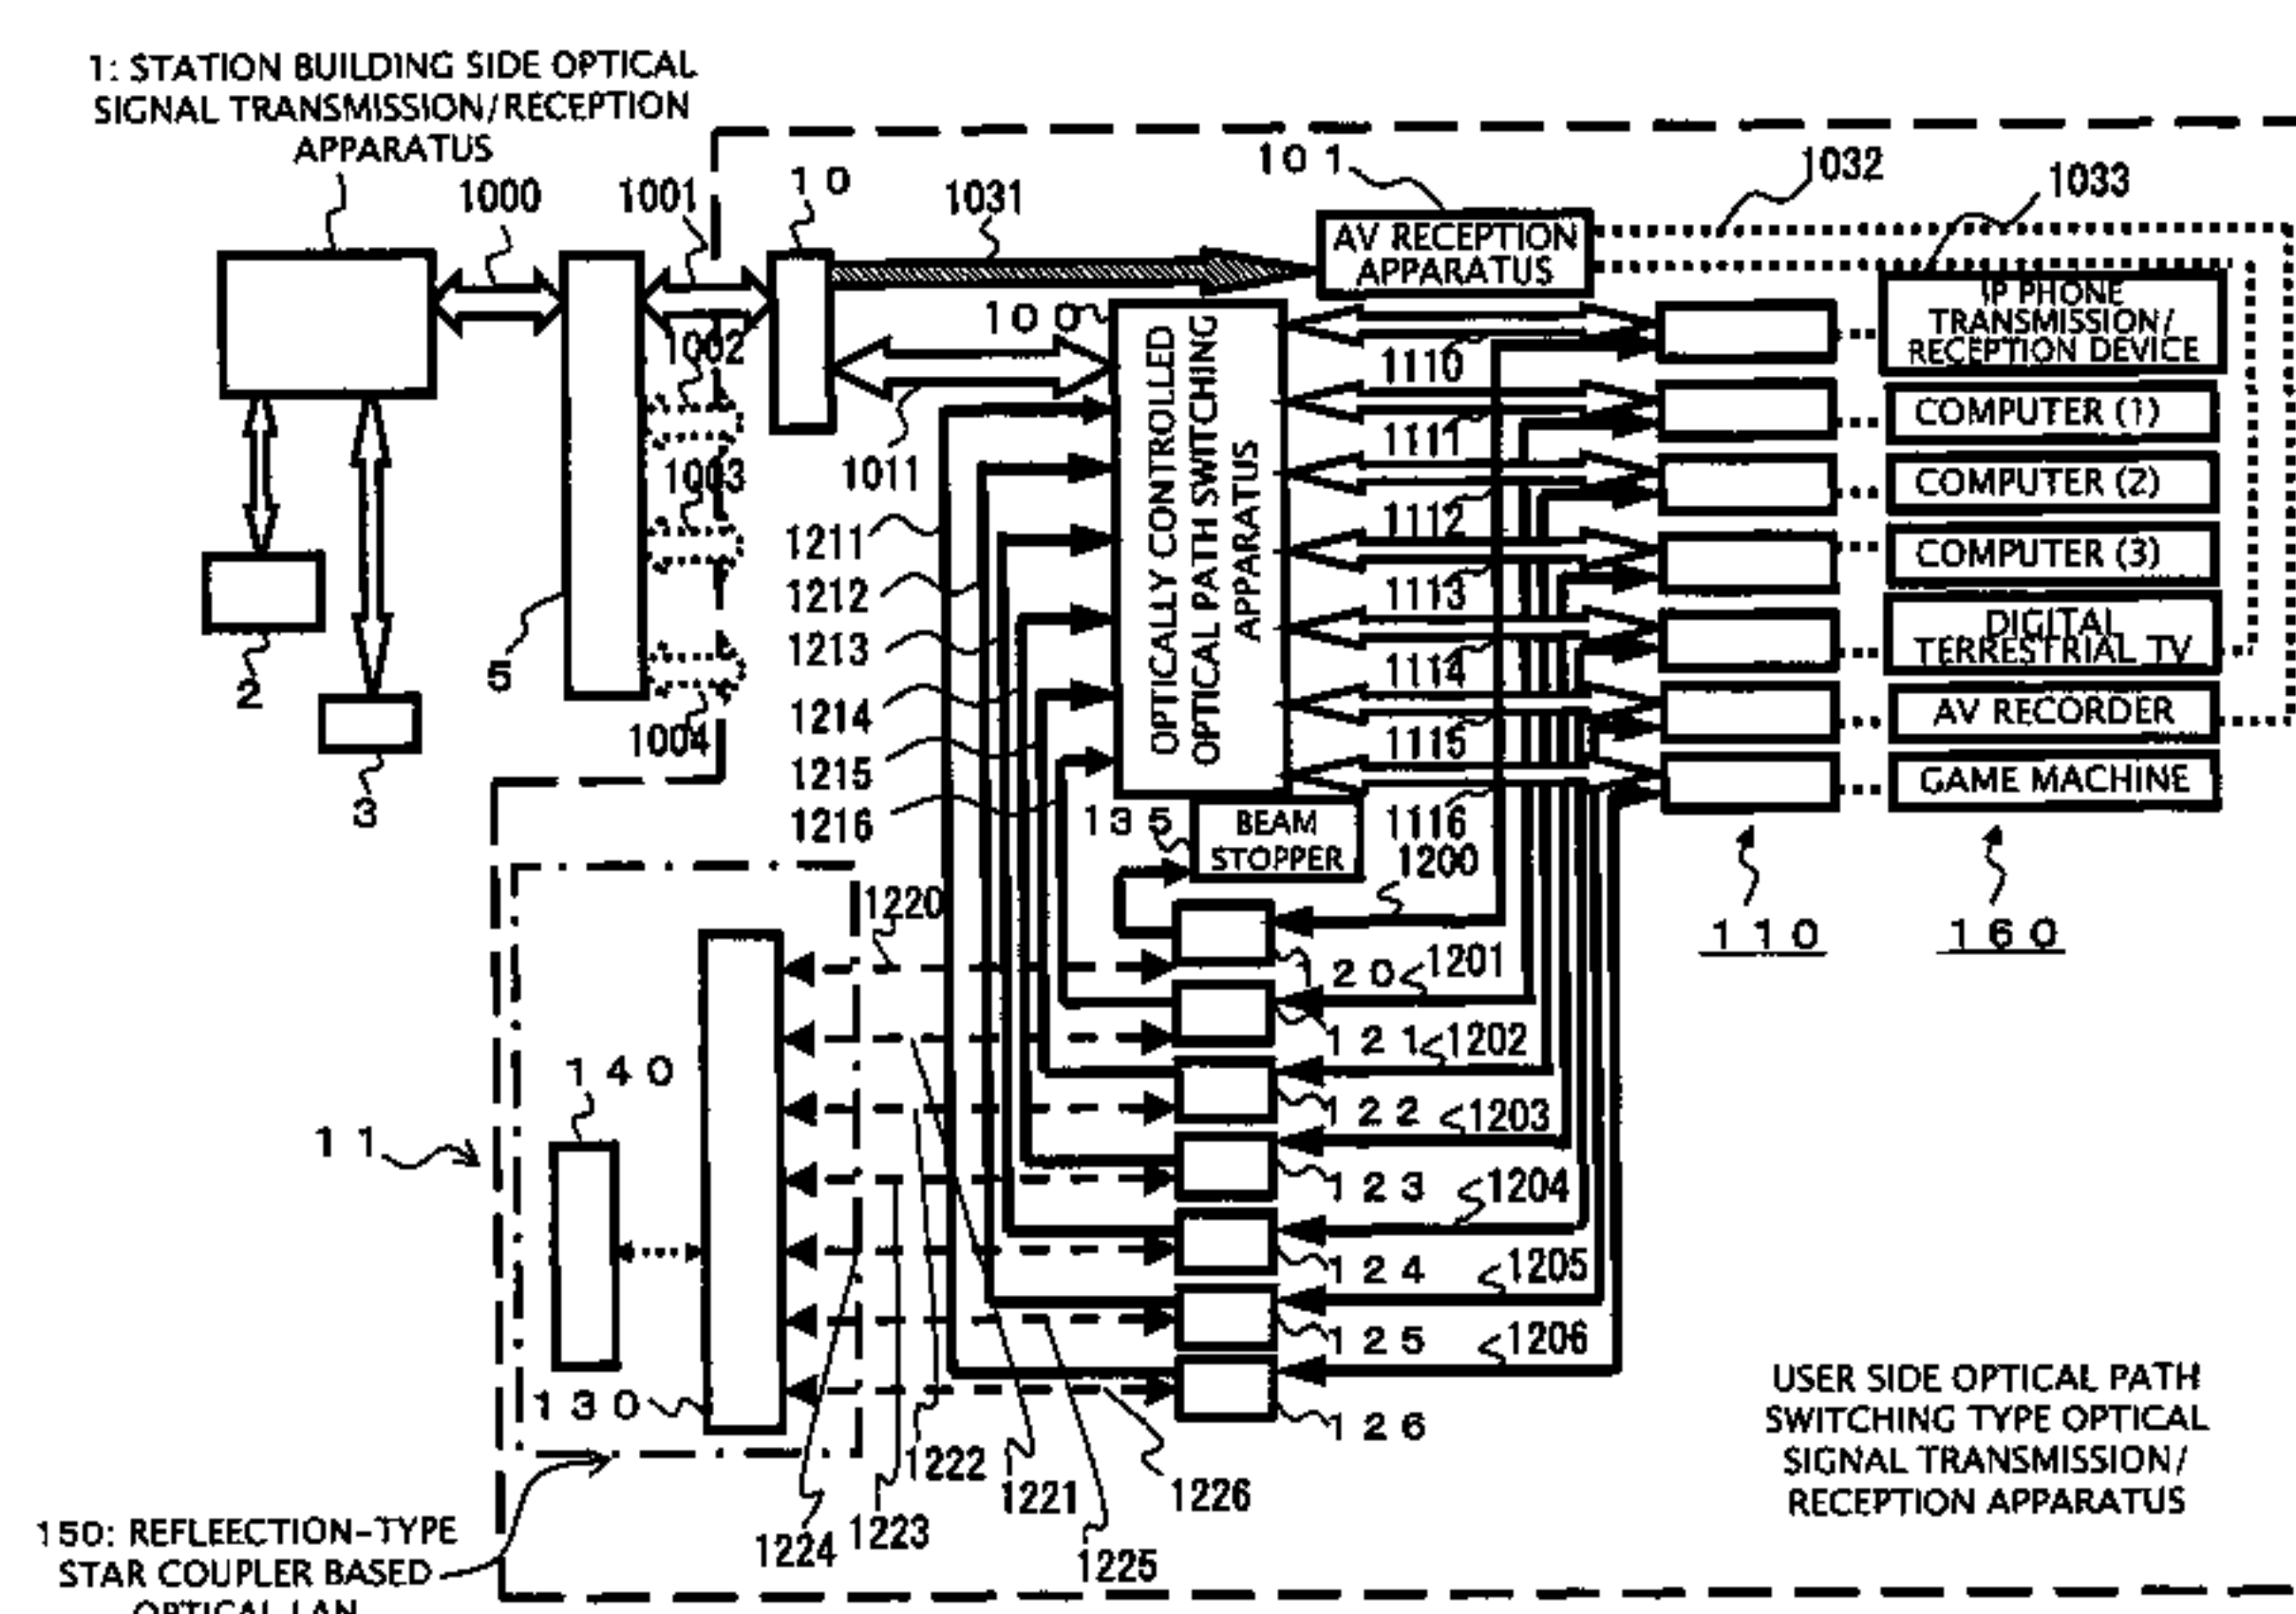 1: STATION BUILDING SIDE OPTICAL
SIGNAL TRANSMISSION/RECEPTION
APPARATUS
1000
1001
10
1031
101
1032
1033
AV RECEPTION
APPARATUS
IP PHONE
TRANSMISSION/
RECEPTION DEVICE
COMPUTER (1)
COMPUTER (2)
COMPUTER (3)
DIGITAL
TERRESTRIAL TV
AV RECORDER
GAME MACHINE
100
OPTICALLY CONTROLLED
OPTICAL PATH SWITCHING
APPARATUS
1002
1003
1004
1011
1110
1111
1112
1113
1114
1115
1116
1211
1212
1213
1214
1215
1216
2
3
5
135
BEAM
STOPPER
110
160
1200
1201
1202
1203
1204
1205
1206
120
121
122
123
124
125
126
1220
140
11
130
1222
1221
1226
1224
1223
1225
150: REFLEECTION-TYPE
STAR COUPLER BASED
OPTICAL LAN
USER SIDE OPTICAL PATH
SWITCHING TYPE OPTICAL
SIGNAL TRANSMISSION/
RECEPTION APPARATUS